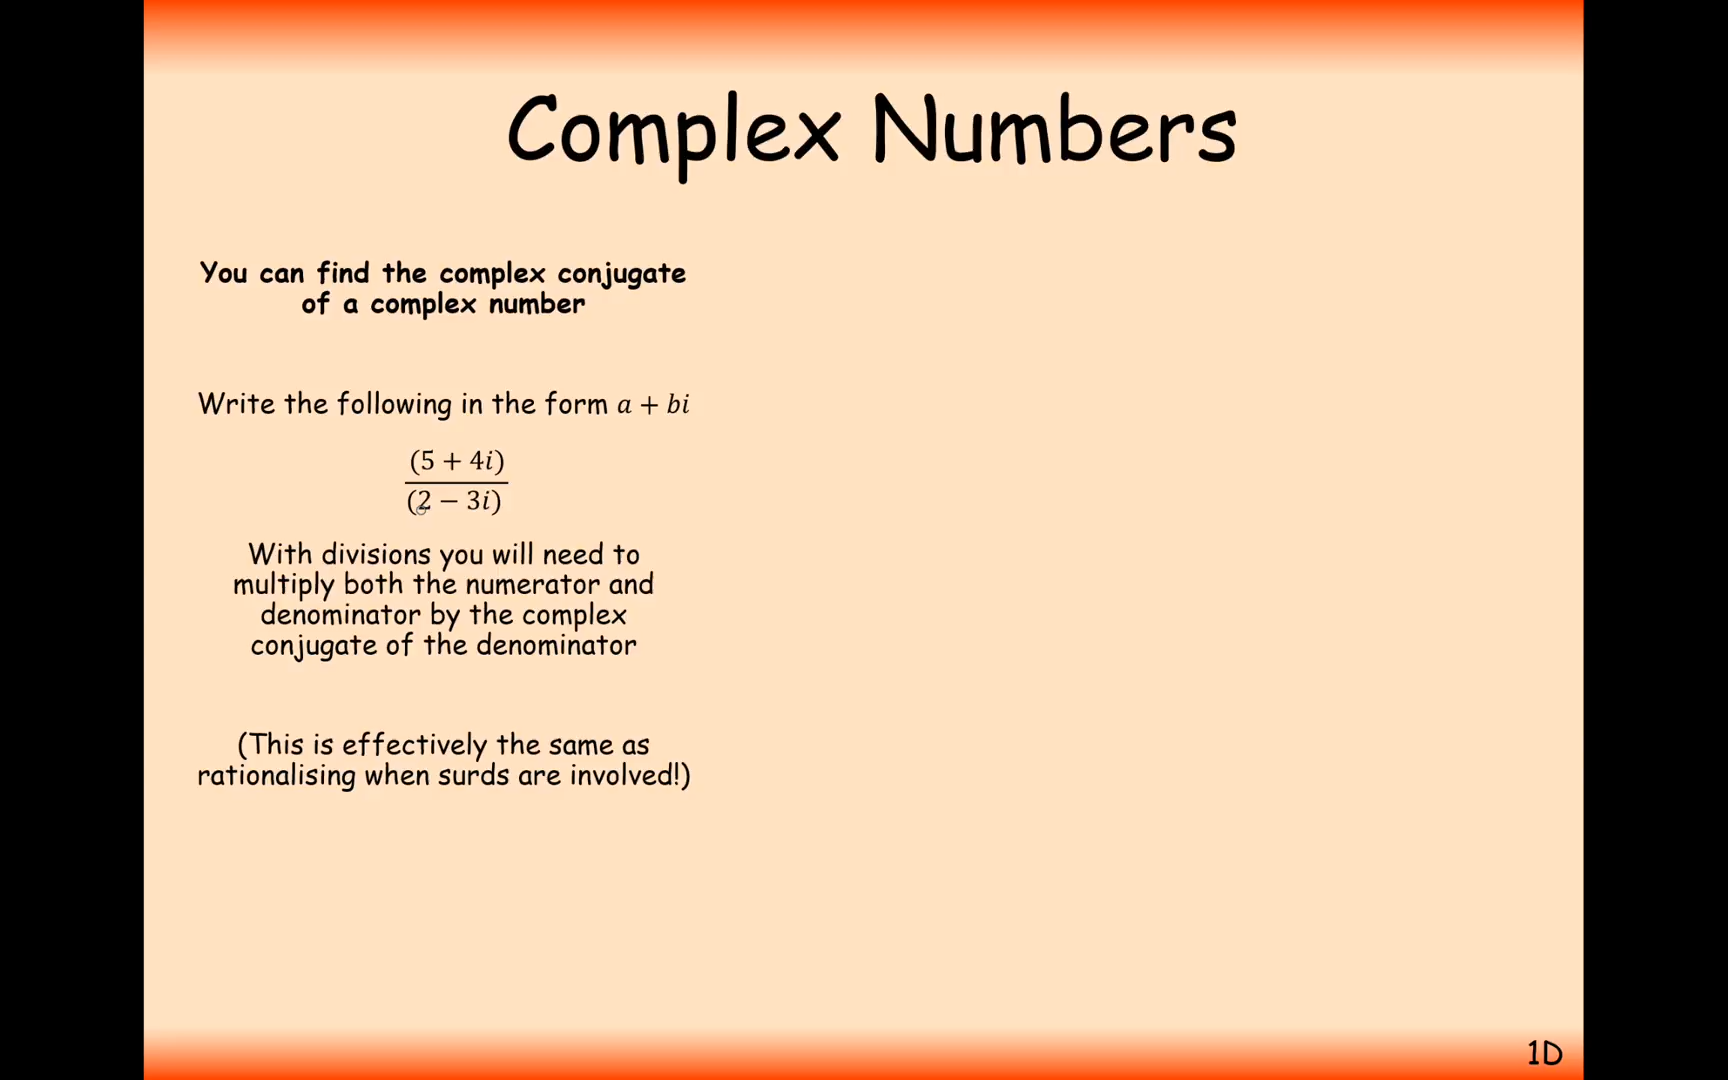 Complex Numbers
You can find the complex conjugate
of a complex number
Write the following in the form a + bi
(5 + 4i)
(2 − 3i)
With divisions you will need to
multiply both the numerator and
denominator by the complex
conjugate of the denominator
(This is effectively the same as
rationalising when surds are involved!)
1D